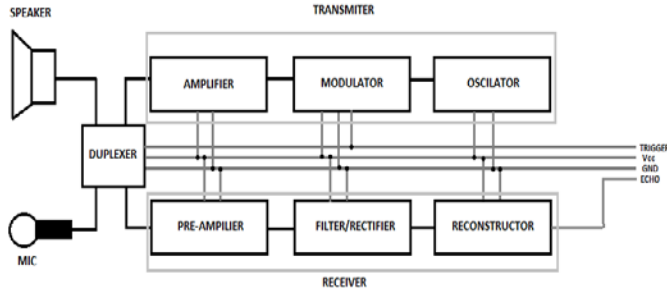 SPEAKER
TRANSMITER
AMPLIFIER
MODULATOR
OSCILATOR
DUPLEXER
TRIGGER
Vcc
GND
ECHO
PRE-AMPILIER
FILTER/RECTIFIER
RECONSTRUCTOR
MIC
RECEIVER